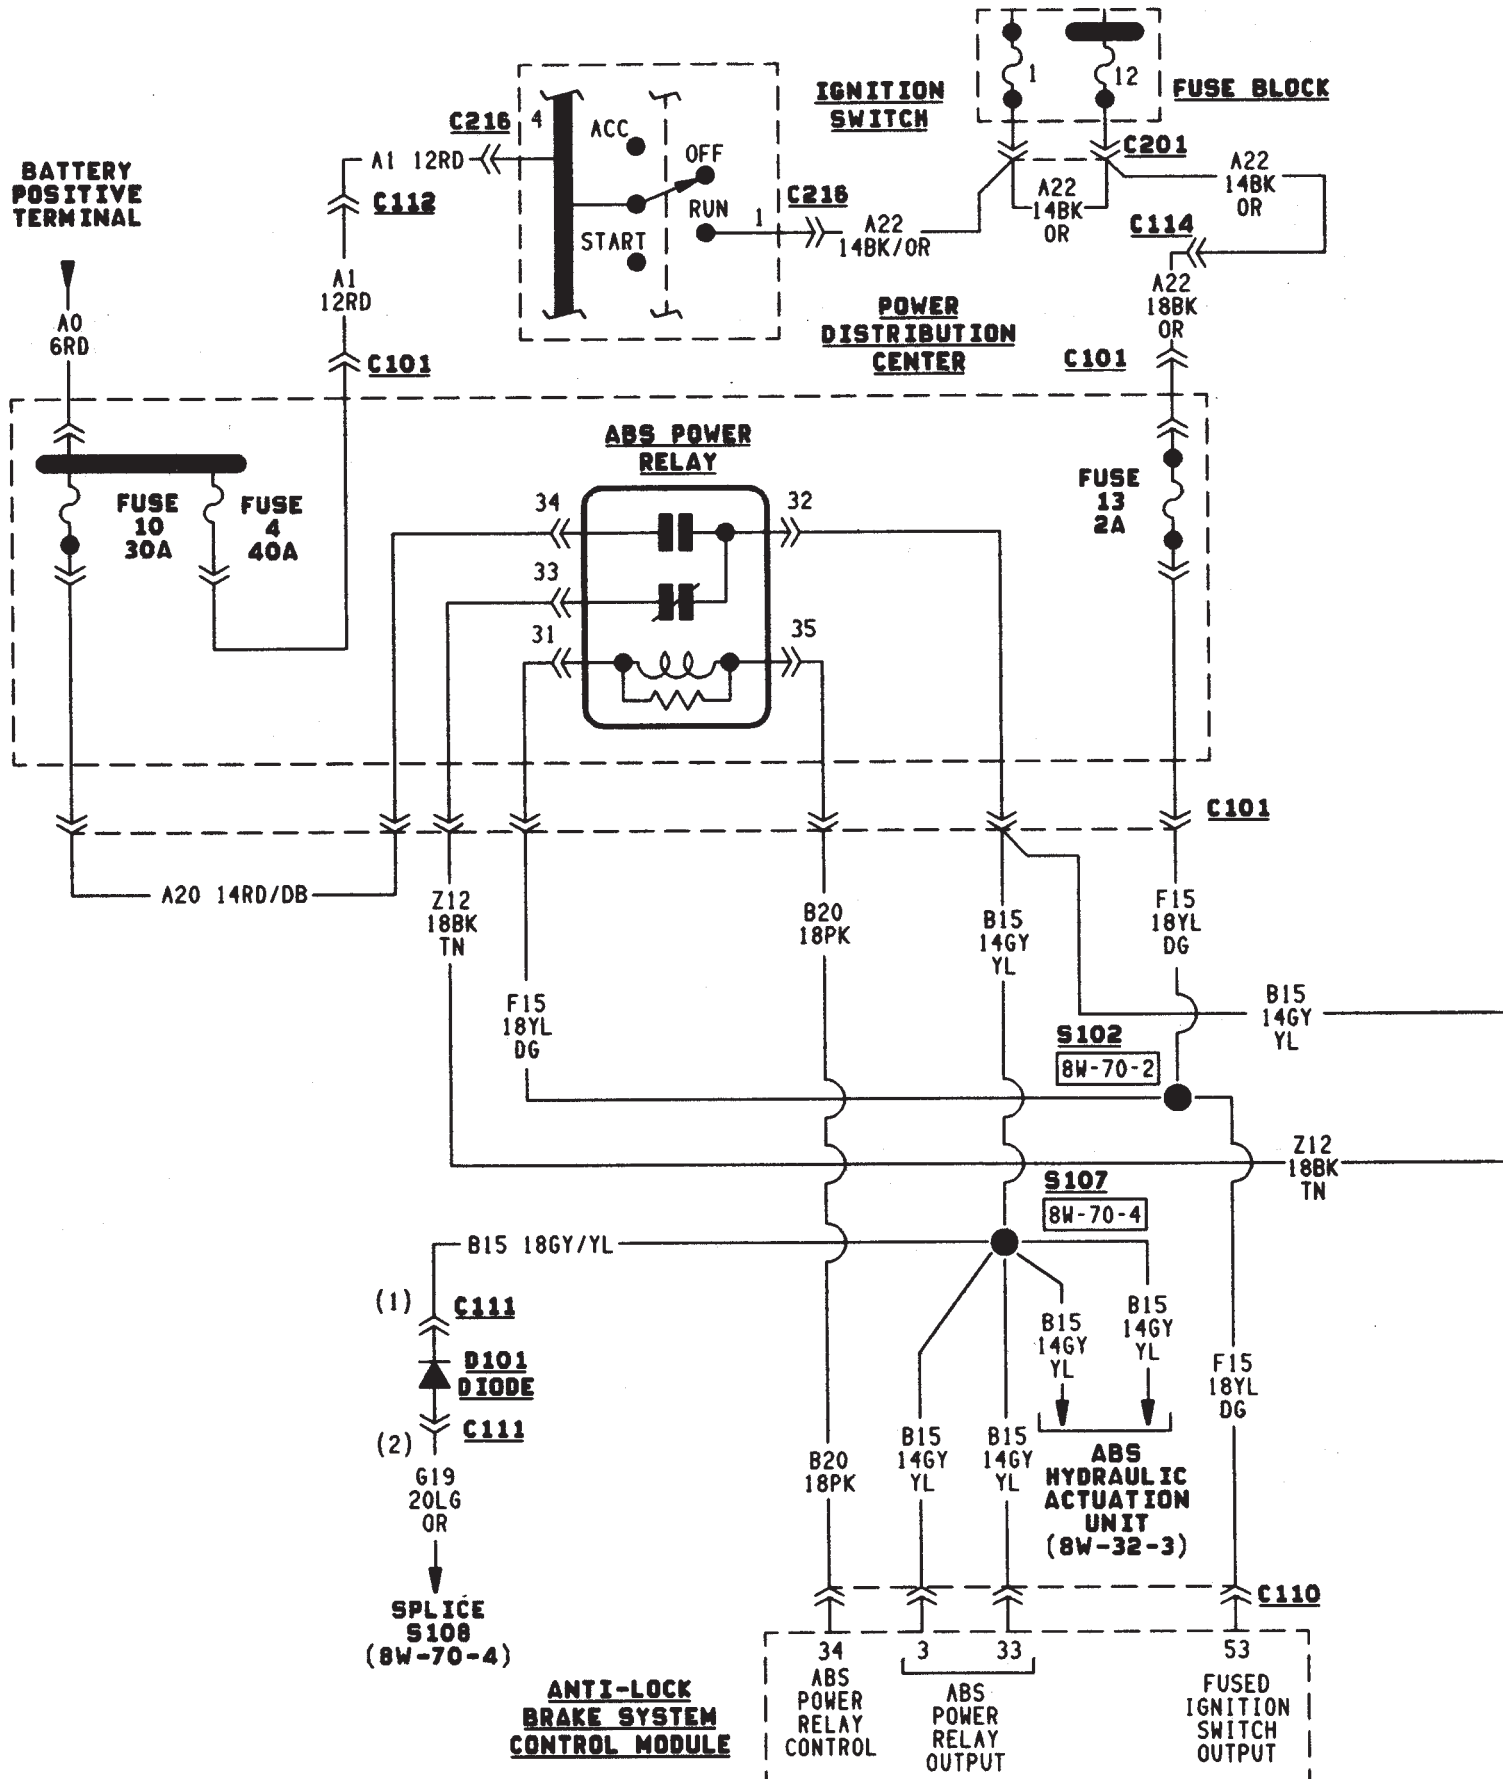 1
12
FUSE BLOCK
IGNITION
SWITCH
C216
4
ACC
OFF
RUN
START
1
C216
C201
A1 12RD
C112
A22
14BK/OR
A22
14BK
OR
A22
14BK
OR
C114
BATTERY
POSITIVE
TERMINAL
A0
6RD
A1
12RD
C101
POWER
DISTRIBUTION
CENTER
A22
18BK
OR
C101
ABS POWER
RELAY
FUSE
10
30A
FUSE
4
40A
34
32
33
31
35
FUSE
13
2A
C101
A20 14RD/DB
Z12
18BK
TN
F15
18YL
DG
B20
18PK
B15
14GY
YL
F15
18YL
DG
B15
14GY
YL
S102
8W-70-2
Z12
18BK
TN
S107
8W-70-4
B15 18GY/YL
(1)
C111
D101
DIODE
(2)
C111
G19
20LG
OR
SPLICE
S108
(8W-70-4)
B15
14GY
YL
B15
14GY
YL
F15
18YL
DG
B20
18PK
B15
14GY
YL
B15
14GY
YL
ABS
HYDRAULIC
ACTUATION
UNIT
(8W-32-3)
C110
ANTI-LOCK
BRAKE SYSTEM
CONTROL MODULE
34
ABS
POWER
RELAY
CONTROL
3
33
ABS
POWER
RELAY
OUTPUT
53
FUSED
IGNITION
SWITCH
OUTPUT